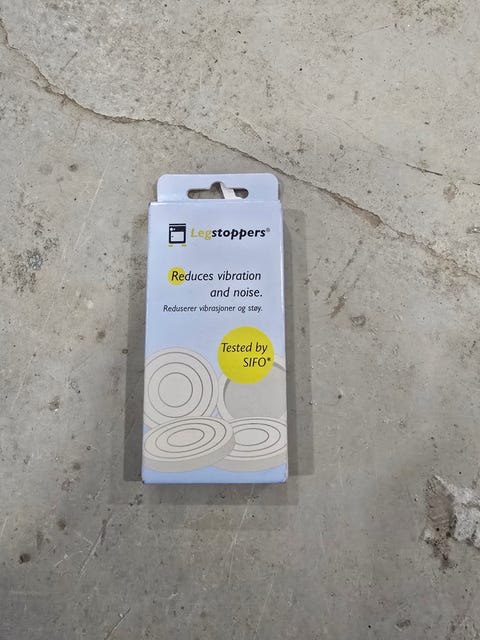 Legstoppers®
Reduces vibration
and noise.
Reduserer vibrasjoner og støy.
Tested by
SIFO*